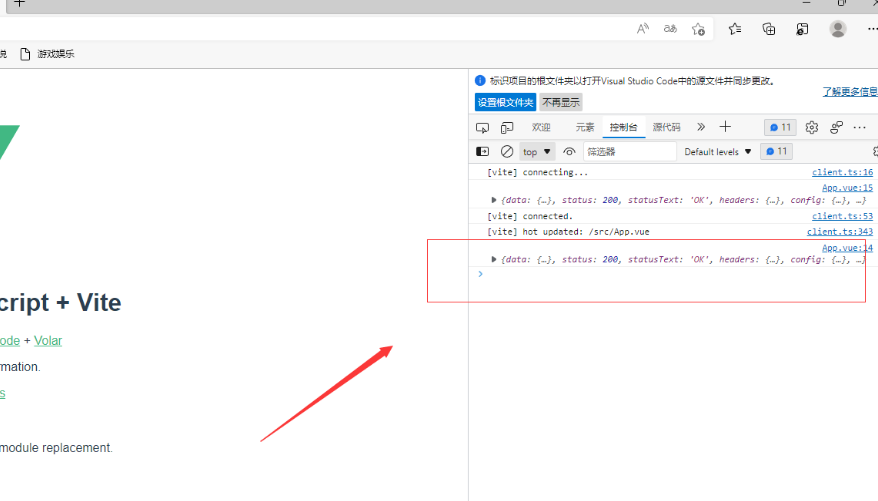 游戏娱乐
标识项目的根文件夹以打开Visual Studio Code中的源文件并同步更改。
了解更多信息
设置根文件夹 不再显示
欢迎 元素 控制台 源代码 11
top 筛选器 Default levels 11
[vite] connecting... client.ts:16
App.vue:15
{data: {…}, status: 200, statusText: 'OK', headers: {…}, config: {…}, …}
[vite] connected. client.ts:53
[vite] hot updated: /src/App.vue client.ts:343
App.vue:14
{data: {…}, status: 200, statusText: 'OK', headers: {…}, config: {…}, …}
cript + Vite
ode + Volar
rmation.
s
module replacement.